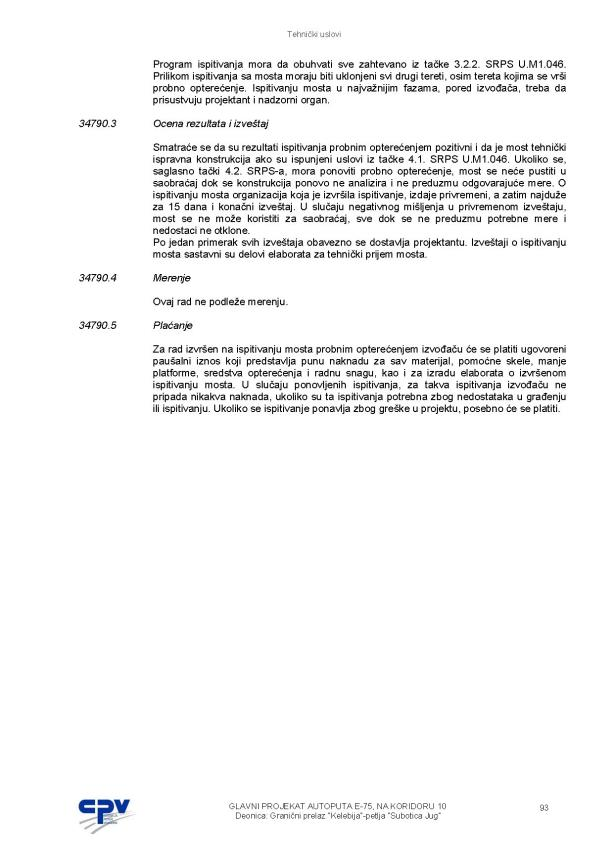 Tehnički uslovi
Program ispitivanja mora da obuhvati sve zahtevano iz tačke 3.2.2. SRPS U.M1.046.
Prilikom ispitivanja sa mosta moraju biti uklonjeni svi drugi tereti, osim tereta kojima se vrši
probno opterećenje. Ispitivanju mosta u najvažnijim fazama, pored izvođača, treba da
prisustvuju projektant i nadzorni organ.
34790.3 Ocena rezultata i izveštaj
Smatraće se da su rezultati ispitivanja probnim opterećenjem pozitivni i da je most tehnički
ispravna konstrukcija ako su ispunjeni uslovi iz tačke 4.1. SRPS U.M1.046. Ukoliko se,
saglasno tački 4.2. SRPS-a, mora ponoviti probno opterećenje, most se neće pustiti u
saobraćaj dok se konstrukcija ponovo ne analizira i ne preduzmu odgovarajuće mere. O
ispitivanju mosta organizacija koja je izvršila ispitivanje, izdaje privremeni, a zatim najduže
za 15 dana i konačni izveštaj. U slučaju negativnog mišljenja u privremenom izveštaju,
most se ne može koristiti za saobraćaj, sve dok se ne preduzmu potrebne mere i
nedostaci ne otklone.
Po jedan primerak svih izveštaja obavezno se dostavlja projektantu. Izveštaji o ispitivanju
mosta sastavni su delovi elaborata za tehnički prijem mosta.
34790.4 Merenje
Ovaj rad ne podleže merenju.
34790.5 Plaćanje
Za rad izvršen na ispitivanju mosta probnim opterećenjem izvođaču će se platiti ugovoreni
paušalni iznos koji predstavlja punu naknadu za sav materijal, pomoćne skele, manje
platforme, sredstva opterećenja i radnu snagu, kao i za izradu elaborata o izvršenom
ispitivanju mosta. U slučaju ponovljenih ispitivanja, za takva ispitivanja izvođaču ne
pripada nikakva naknada, ukoliko su ta ispitivanja potrebna zbog nedostataka u građenju
ili ispitivanju. Ukoliko se ispitivanje ponavlja zbog greške u projektu, posebno će se platiti.
CPV
GLAVNI PROJEKAT AUTOPUTA E-75, NA KORIDORU 10
Deonica: Granični prelaz "Kelebija"-petlja "Subotica Jug"
93